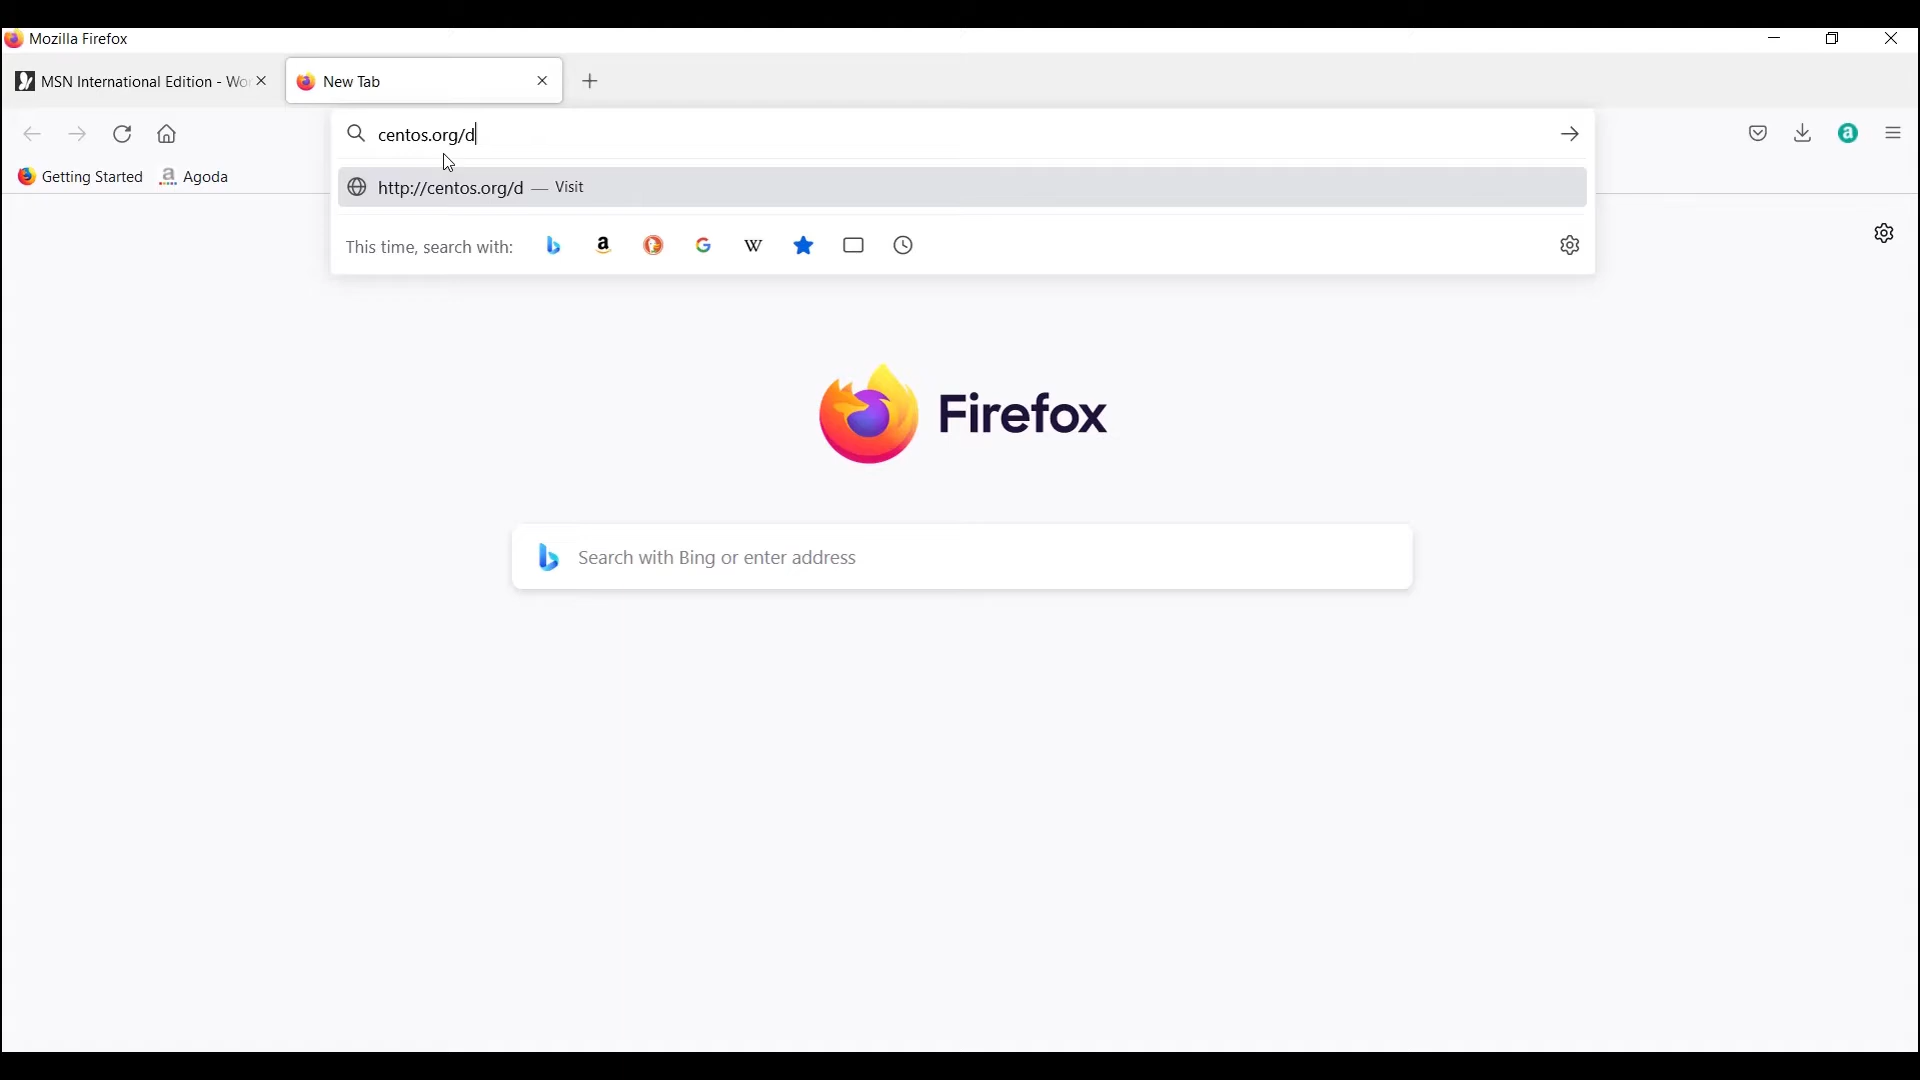 Mozilla Firefox
MSN International Edition - Wo
New Tab
centos.org/d
Getting Started
Agoda
http://centos.org/d — Visit
This time, search with:
Firefox
Search with Bing or enter address